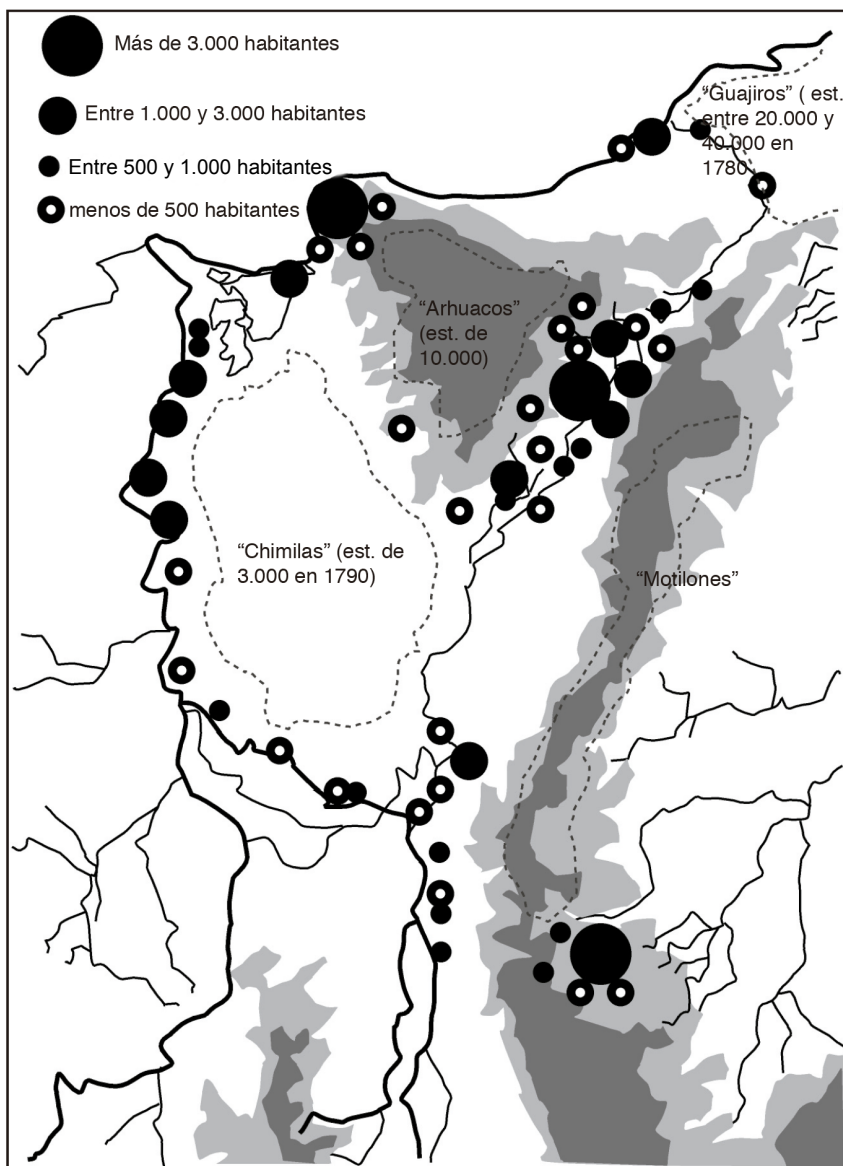 Más de 3.000 habitantes
Entre 1.000 y 3.000 habitantes
Entre 500 y 1.000 habitantes
menos de 500 habitantes
“Guajiros” ( est.
entre 20.000 y
40.000 en
1780
“Arhuacos”
(est. de
10.000)
“Chimilas” (est. de
3.000 en 1790)
“Motilones”